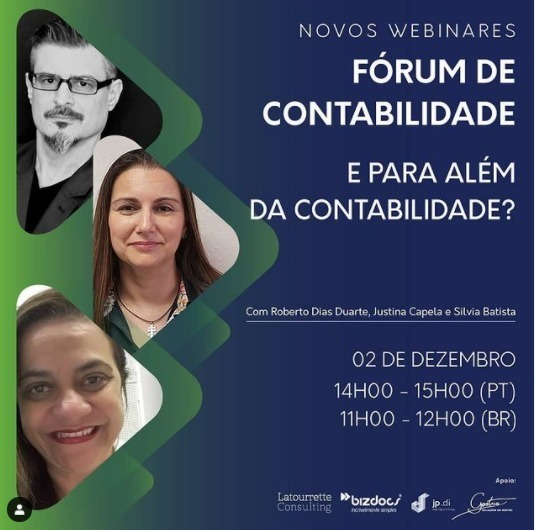 NOVOS WEBINARES
FÓRUM DE
CONTABILIDADE
E PARA ALÉM
DA CONTABILIDADE?
Com Roberto Dias Duarte, Justina Capela e Silvia Batista
02 DE DEZEMBRO
14H00 - 15H00 (PT)
11H00 - 12H00 (BR)
Apoio:
Latourrette
Consulting
bizdocs
incrivelmente simples
jp.di